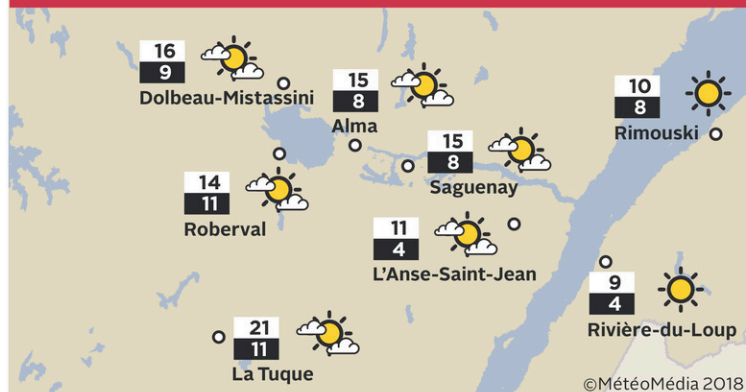 16
9
Dolbeau-Mistassini
15
8
Alma
10
8
Rimouski
15
8
Saguenay
14
11
Roberval
11
4
L'Anse-Saint-Jean
9
4
Rivière-du-Loup
21
11
La Tuque
©MétéoMédia 2018